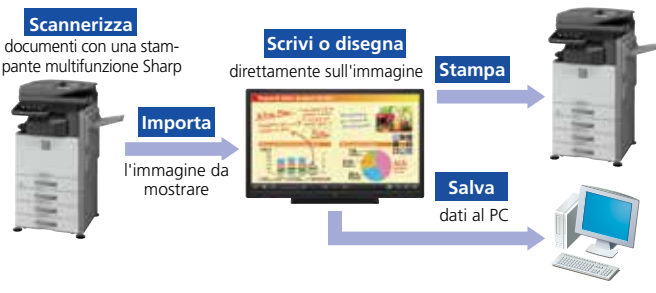 Scannerizza
documenti con una stam-
pante multifunzione Sharp
Importa
l'immagine da
mostrare
Scrivi o disegna
direttamente sull'immagine
Stampa
Salva
dati al PC